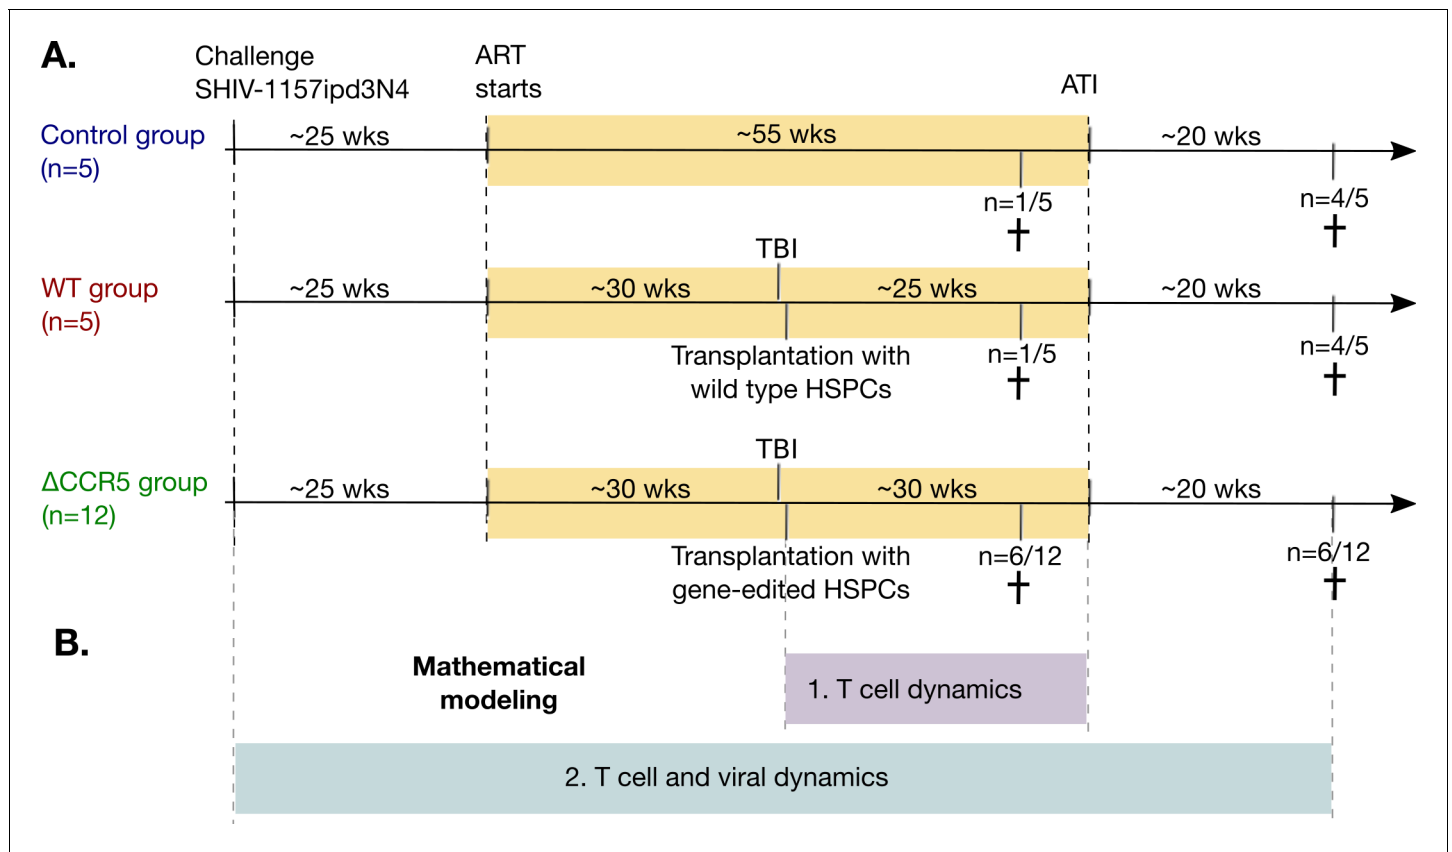 A.
Challenge
SHIV-1157ipd3N4
ART
starts
ATI
Control group
(n=5)
~25 wks
~55 wks
~20 wks
n=1/5
n=4/5
TBI
WT group
(n=5)
~25 wks
~30 wks
~25 wks
~20 wks
Transplantation with
wild type HSPCs
n=1/5
n=4/5
TBI
ΔCCR5 group
(n=12)
~25 wks
~30 wks
~30 wks
~20 wks
Transplantation with
gene-edited HSPCs
n=6/12
n=6/12
B.
Mathematical
modeling
1. T cell dynamics
2. T cell and viral dynamics